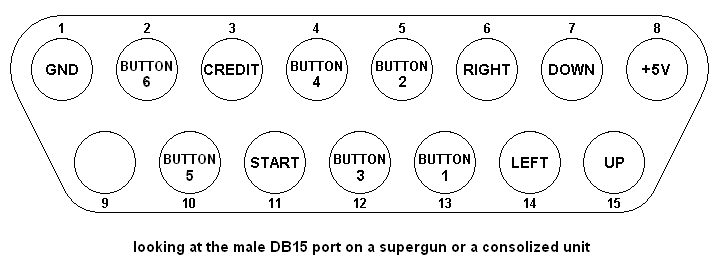 1 2 3 4 5 6 7 8
GND BUTTON 6 CREDIT BUTTON 4 BUTTON 2 RIGHT DOWN +5V
BUTTON 5 START BUTTON 3 BUTTON 1 LEFT UP
9 10 11 12 13 14 15
looking at the male DB15 port on a supergun or a consolized unit